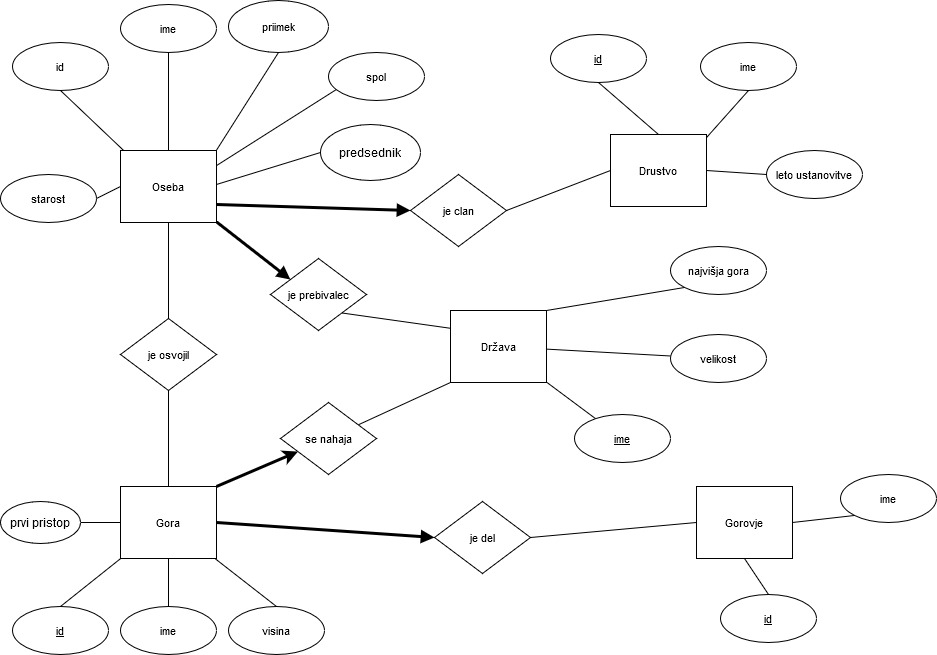 ime
priimek
id
spol
predsednik
Oseba
starost
je clan
id
ime
Drustvo
leto ustanovitve
je prebivalec
najvišja gora
Država
velikost
ime
je osvojil
se nahaja
prvi pristop
Gora
je del
Gorovje
ime
id
ime
visina
id